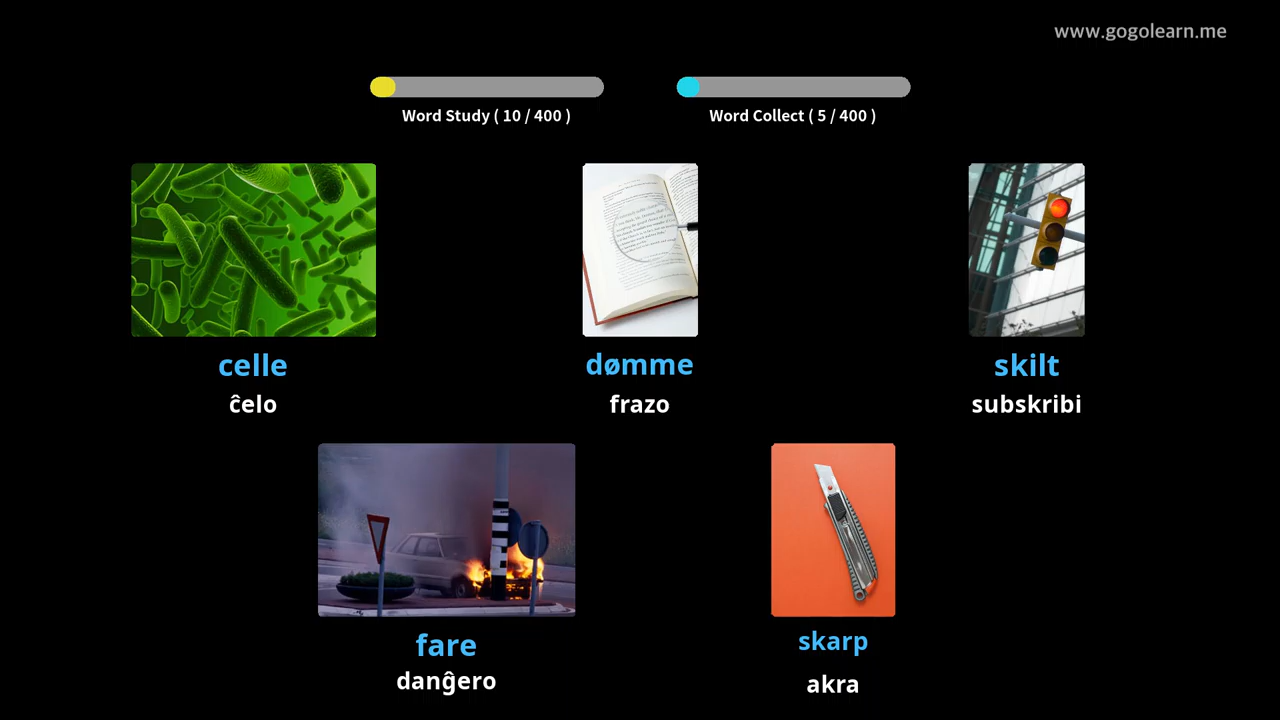 www.gogolearn.me
Word Study ( 10 / 400 )
Word Collect ( 5 / 400 )
celle
ĉelo
dømme
frazo
skilt
subskribi
fare
danĝero
skarp
akra